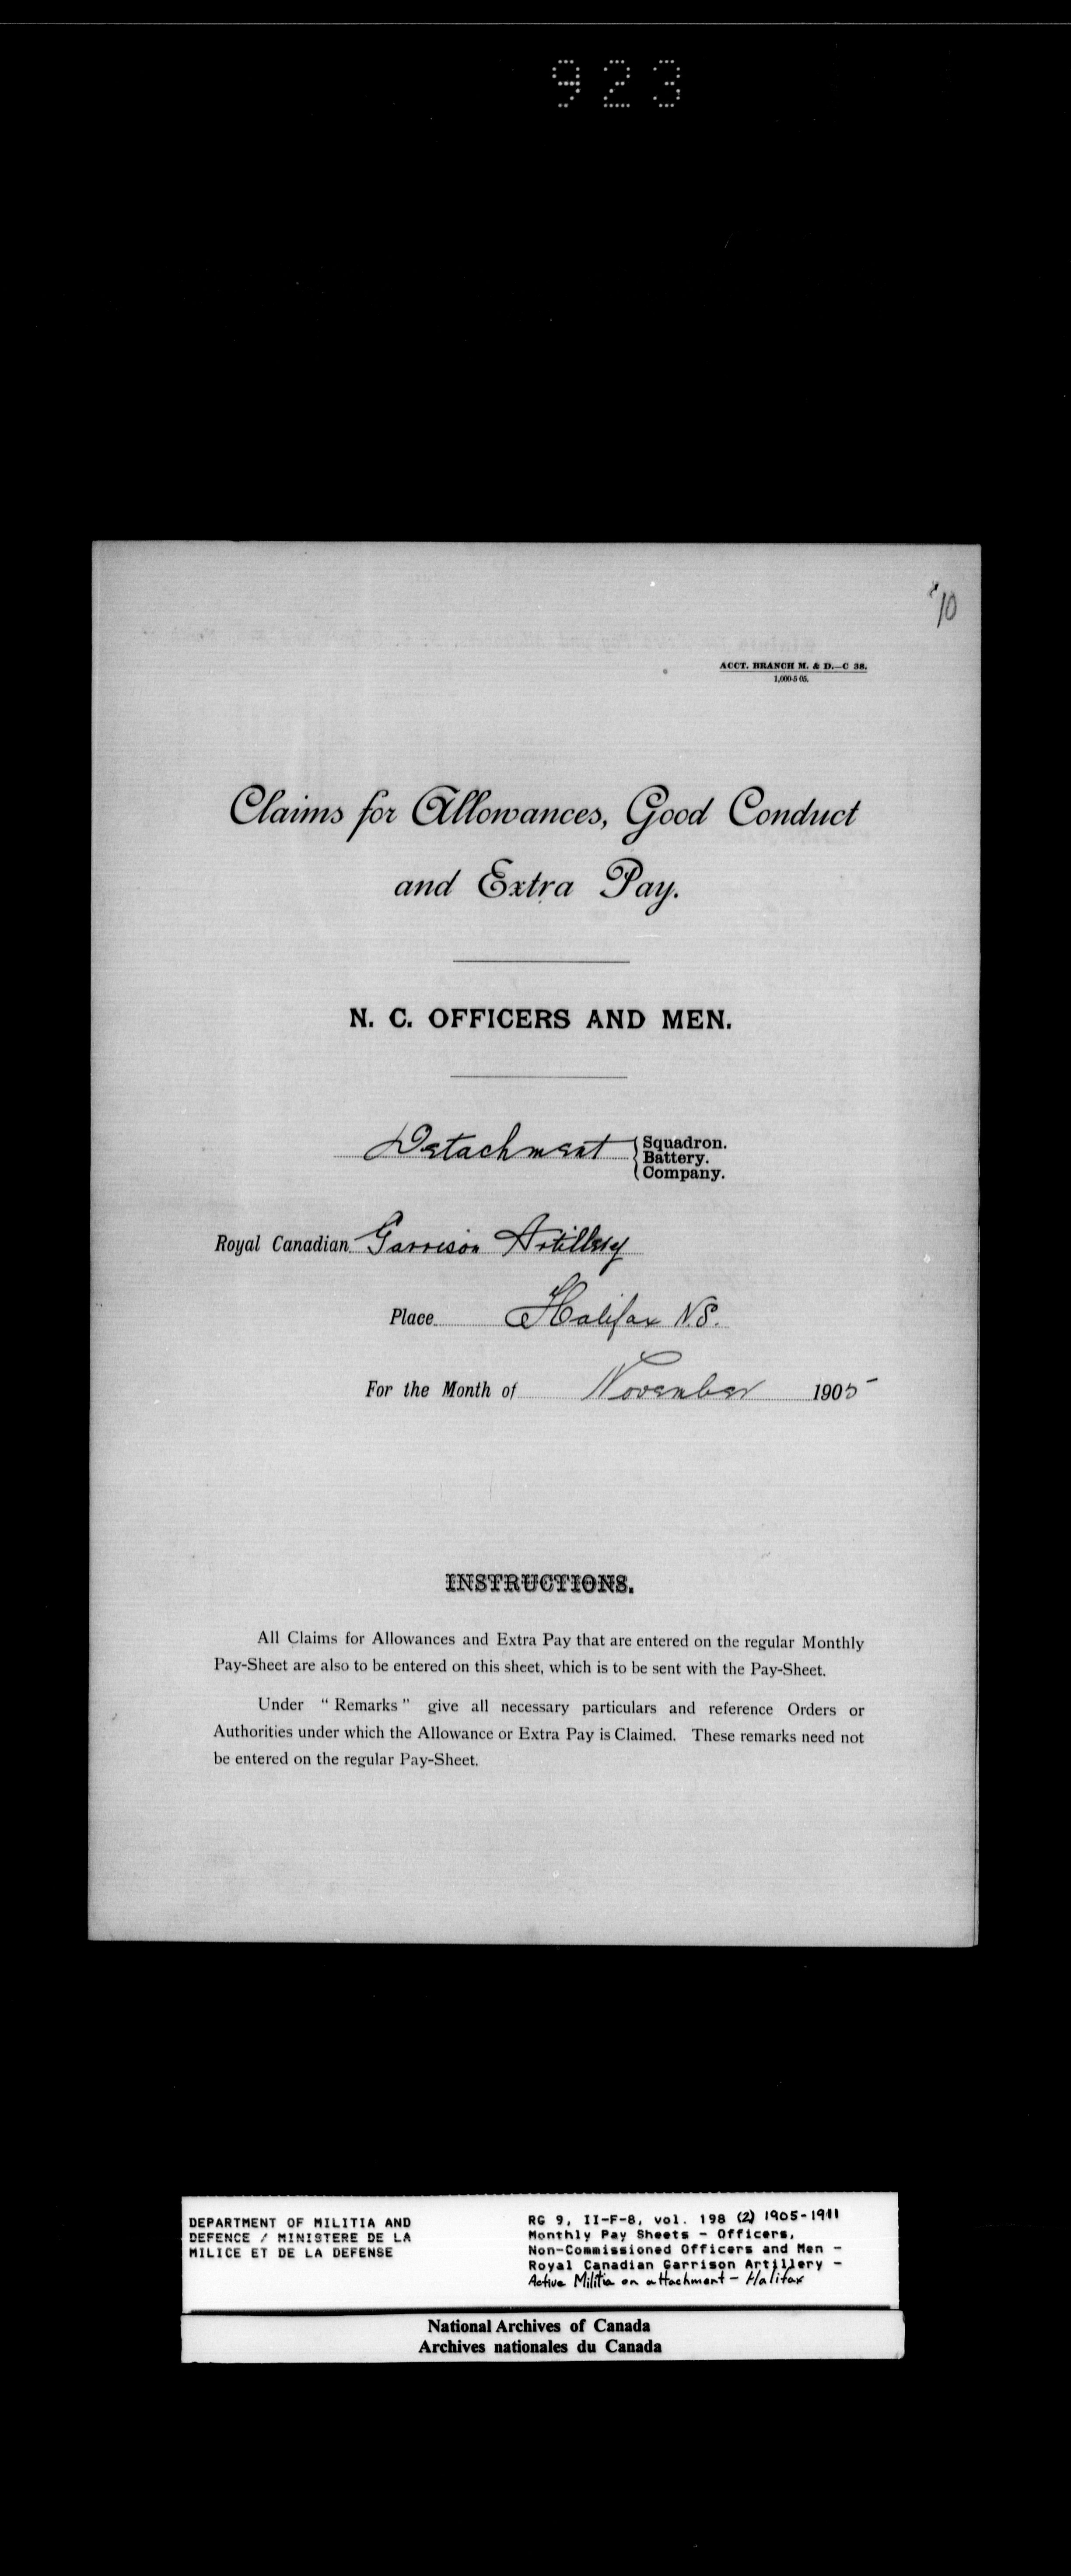 923
10
ACCT. BRANCH M. & D.—C 38.
1,000-5 05.
Claims for Allowances, Good Conduct
and Extra Pay.
N. C. OFFICERS AND MEN.
Detachment { Squadron.
Battery.
Company.
Royal Canadian Garrison Artillery
Place Halifax N.S.
For the Month of November 1905
INSTRUCTIONS.
All Claims for Allowances and Extra Pay that are entered on the regular Monthly
Pay-Sheet are also to be entered on this sheet, which is to be sent with the Pay-Sheet.
Under "Remarks" give all necessary particulars and reference Orders or
Authorities under which the Allowance or Extra Pay is Claimed. These remarks need not
be entered on the regular Pay-Sheet.
DEPARTMENT OF MILITIA AND
DEFENCE / MINISTERE DE LA
MILICE ET DE LA DEFENSE
RG 9, II-F-8, vol. 198 (2) 1905-1911
Monthly Pay Sheets - Officers,
Non-Commissioned Officers and Men -
Royal Canadian Garrison Artillery -
Active Militia on attachment - Halifax
National Archives of Canada
Archives nationales du Canada